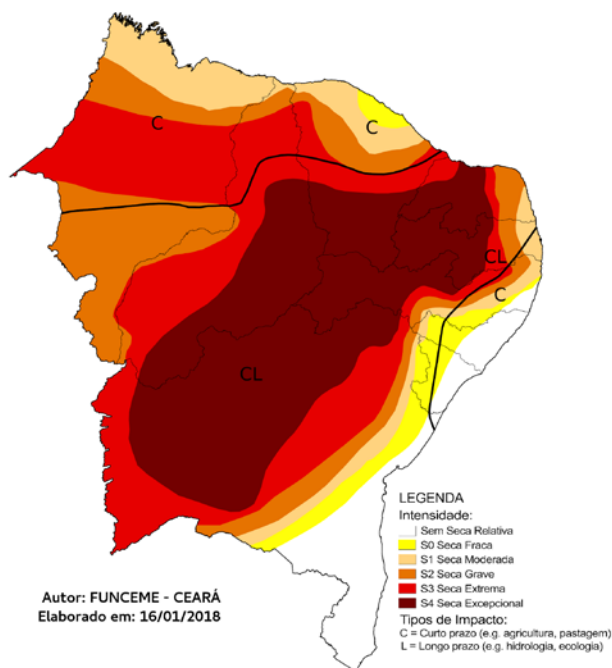 C
C
CL
C
CL
LEGENDA
Intensidade:
Sem Seca Relativa
S0 Seca Fraca
S1 Seca Moderada
S2 Seca Grave
S3 Seca Extrema
S4 Seca Excepcional
Tipos de Impacto:
C = Curto prazo (e.g. agricultura, pastagem)
L = Longo prazo (e.g. hidrologia, ecologia)
Autor: FUNCEME - CEARÁ
Elaborado em: 16/01/2018